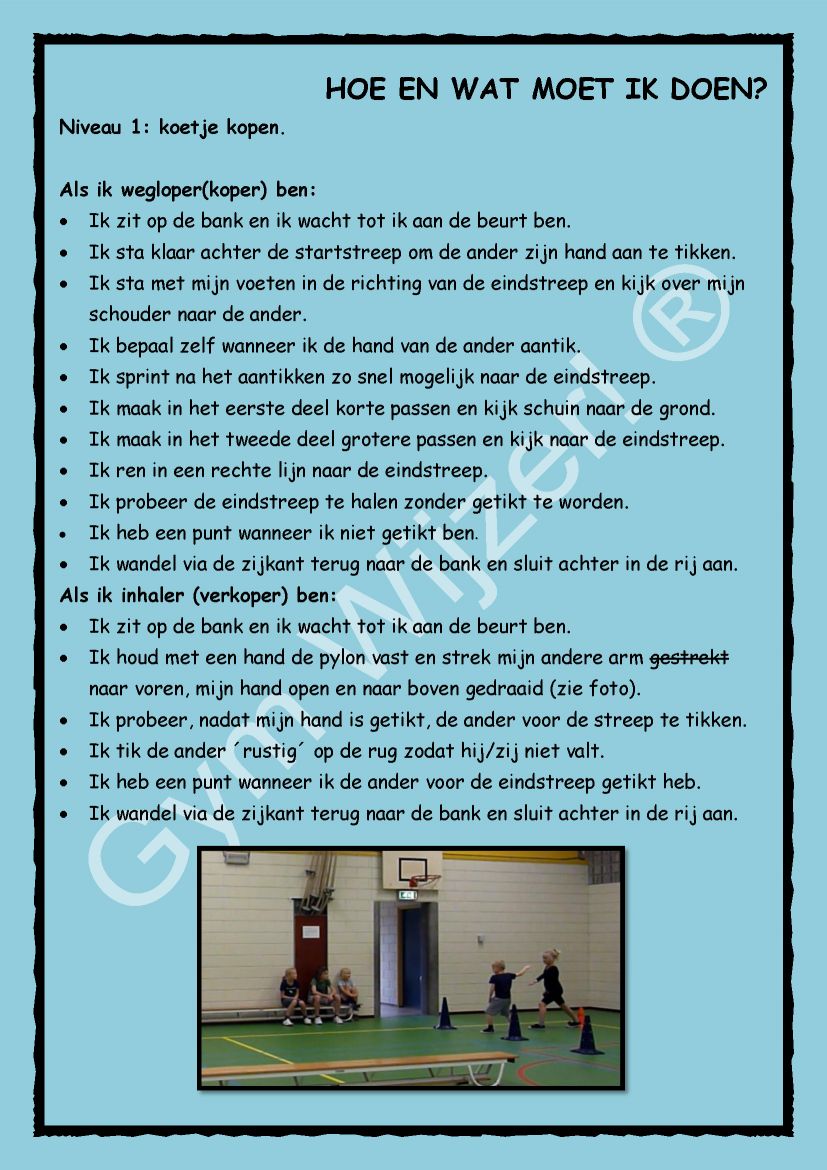 HOE EN WAT MOET IK DOEN?
Niveau 1: koetje kopen.
Als ik wegloper(koper) ben:
• Ik zit op de bank en ik wacht tot ik aan de beurt ben.
• Ik sta klaar achter de startstreep om de ander zijn hand aan te tikken.
• Ik sta met mijn voeten in de richting van de eindstreep en kijk over mijn
schouder naar de ander.
• Ik bepaal zelf wanneer ik de hand van de ander aantik.
• Ik sprint na het aantikken zo snel mogelijk naar de eindstreep.
• Ik maak in het eerste deel korte passen en kijk schuin naar de grond.
• Ik maak in het tweede deel grotere passen en kijk naar de eindstreep.
• Ik ren in een rechte lijn naar de eindstreep.
• Ik probeer de eindstreep te halen zonder getikt te worden.
• Ik heb een punt wanneer ik niet getikt ben.
• Ik wandel via de zijkant terug naar de bank en sluit achter in de rij aan.
Als ik inhaler (verkoper) ben:
• Ik zit op de bank en ik wacht tot ik aan de beurt ben.
• Ik houd met een hand de pylon vast en strek mijn andere arm gestrekt
naar voren, mijn hand open en naar boven gedraaid (zie foto).
• Ik probeer, nadat mijn hand is getikt, de ander voor de streep te tikken.
• Ik tik de ander ´rustig´ op de rug zodat hij/zij niet valt.
• Ik heb een punt wanneer ik de ander voor de eindstreep getikt heb.
• Ik wandel via de zijkant terug naar de bank en sluit achter in de rij aan.
Gym Wijzer! ®